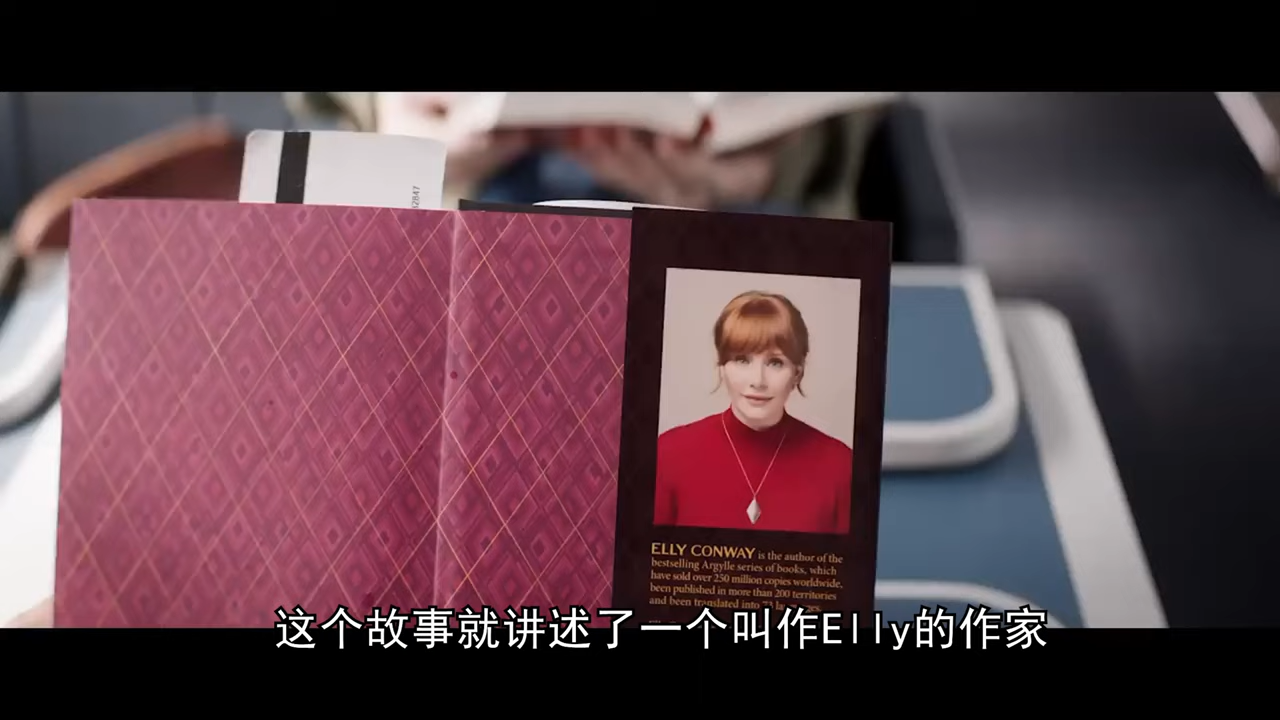 ELLY CONWAY is the author of the
bestselling Argylle series of books, which
have sold over 250 million copies worldwide,
been published in more than 200 territories
and been translated into
这个故事就讲述了一个叫作Elly的作家